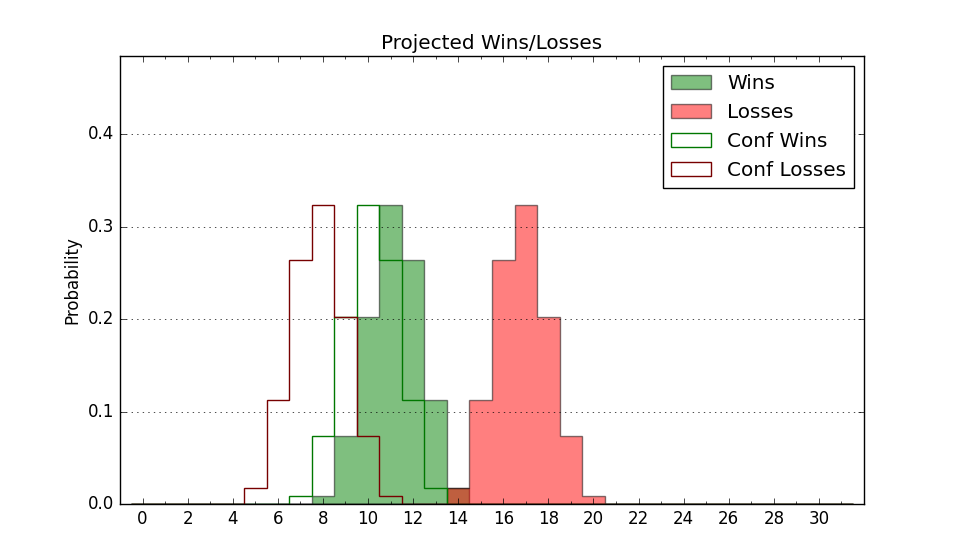 Projected Wins/Losses
Wins
Losses
Conf Wins
Conf Losses
Probability
0.4
0.3
0.2
0.1
0.0
0 2 4 6 8 10 12 14 16 18 20 22 24 26 28 30